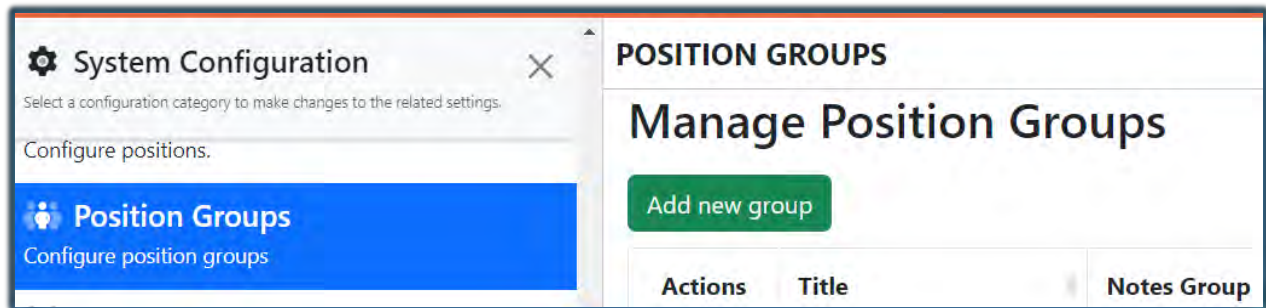 System Configuration
Select a configuration category to make changes to the related settings.
Configure positions.
Position Groups
Configure position groups
POSITION GROUPS
Manage Position Groups
Add new group
Actions Title Notes Group